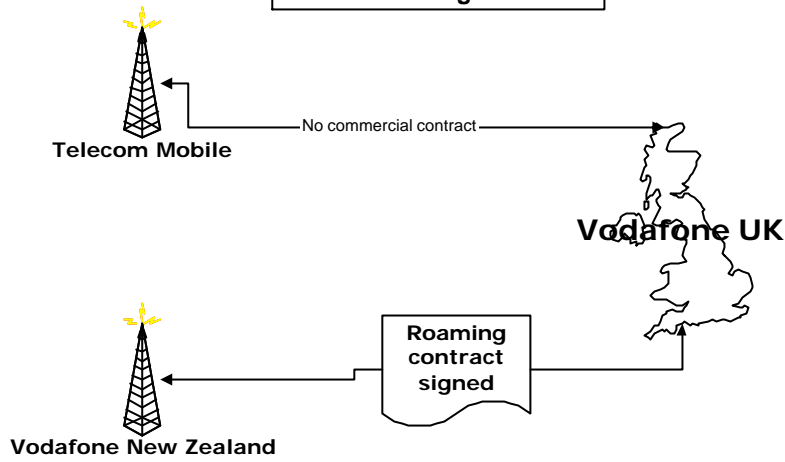 No commercial contract
Telecom Mobile
Vodafone UK
Roaming
contract
signed
Vodafone New Zealand